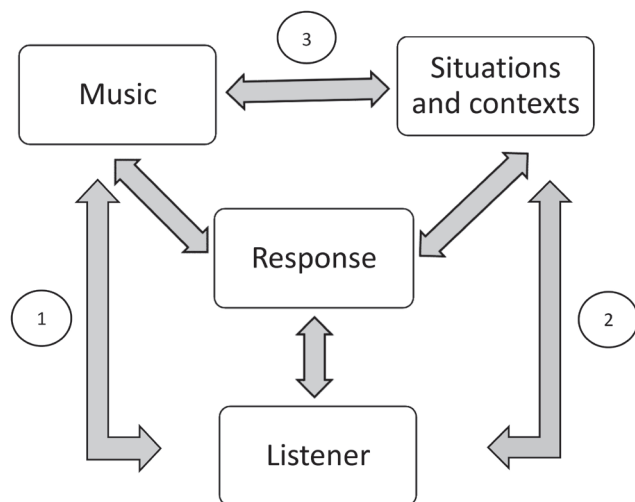 3
Music
Situations
and contexts
Response
1
2
Listener